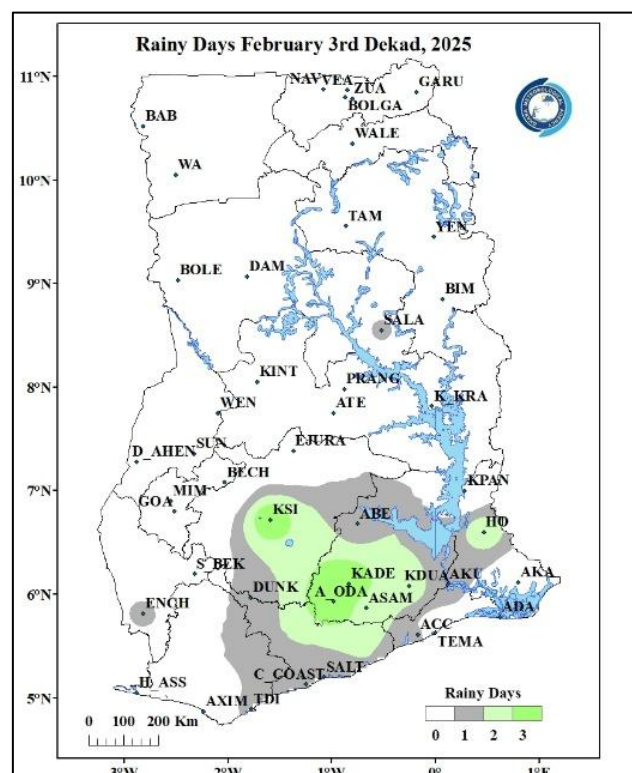 Rainy Days February 3rd Dekad, 2025
11°N
NAV VEA ZUA GARU
BOLGA
BAB
WALE
WA
10°N
TAM
YEN
9°N
BOLE DAM
BIM
SALA
8°N
KINT
PRANG
WEN ATE K_KRA
SUN EJURA
D_AHEN
BECH
7°N
MIM KPAN
GOA
KSI ABE HO
S_BEK
KADE KDUA AKU AKA
6°N
DUNK A_ODA ASAM
ENCH ADA
ACC
TEMA
C_COAST SALT
5°N
H_ASS
AXIM TDI
Rainy Days
0 1 2 3
0 100 200 Km
3°W 2°W 1°W 0° 1°E